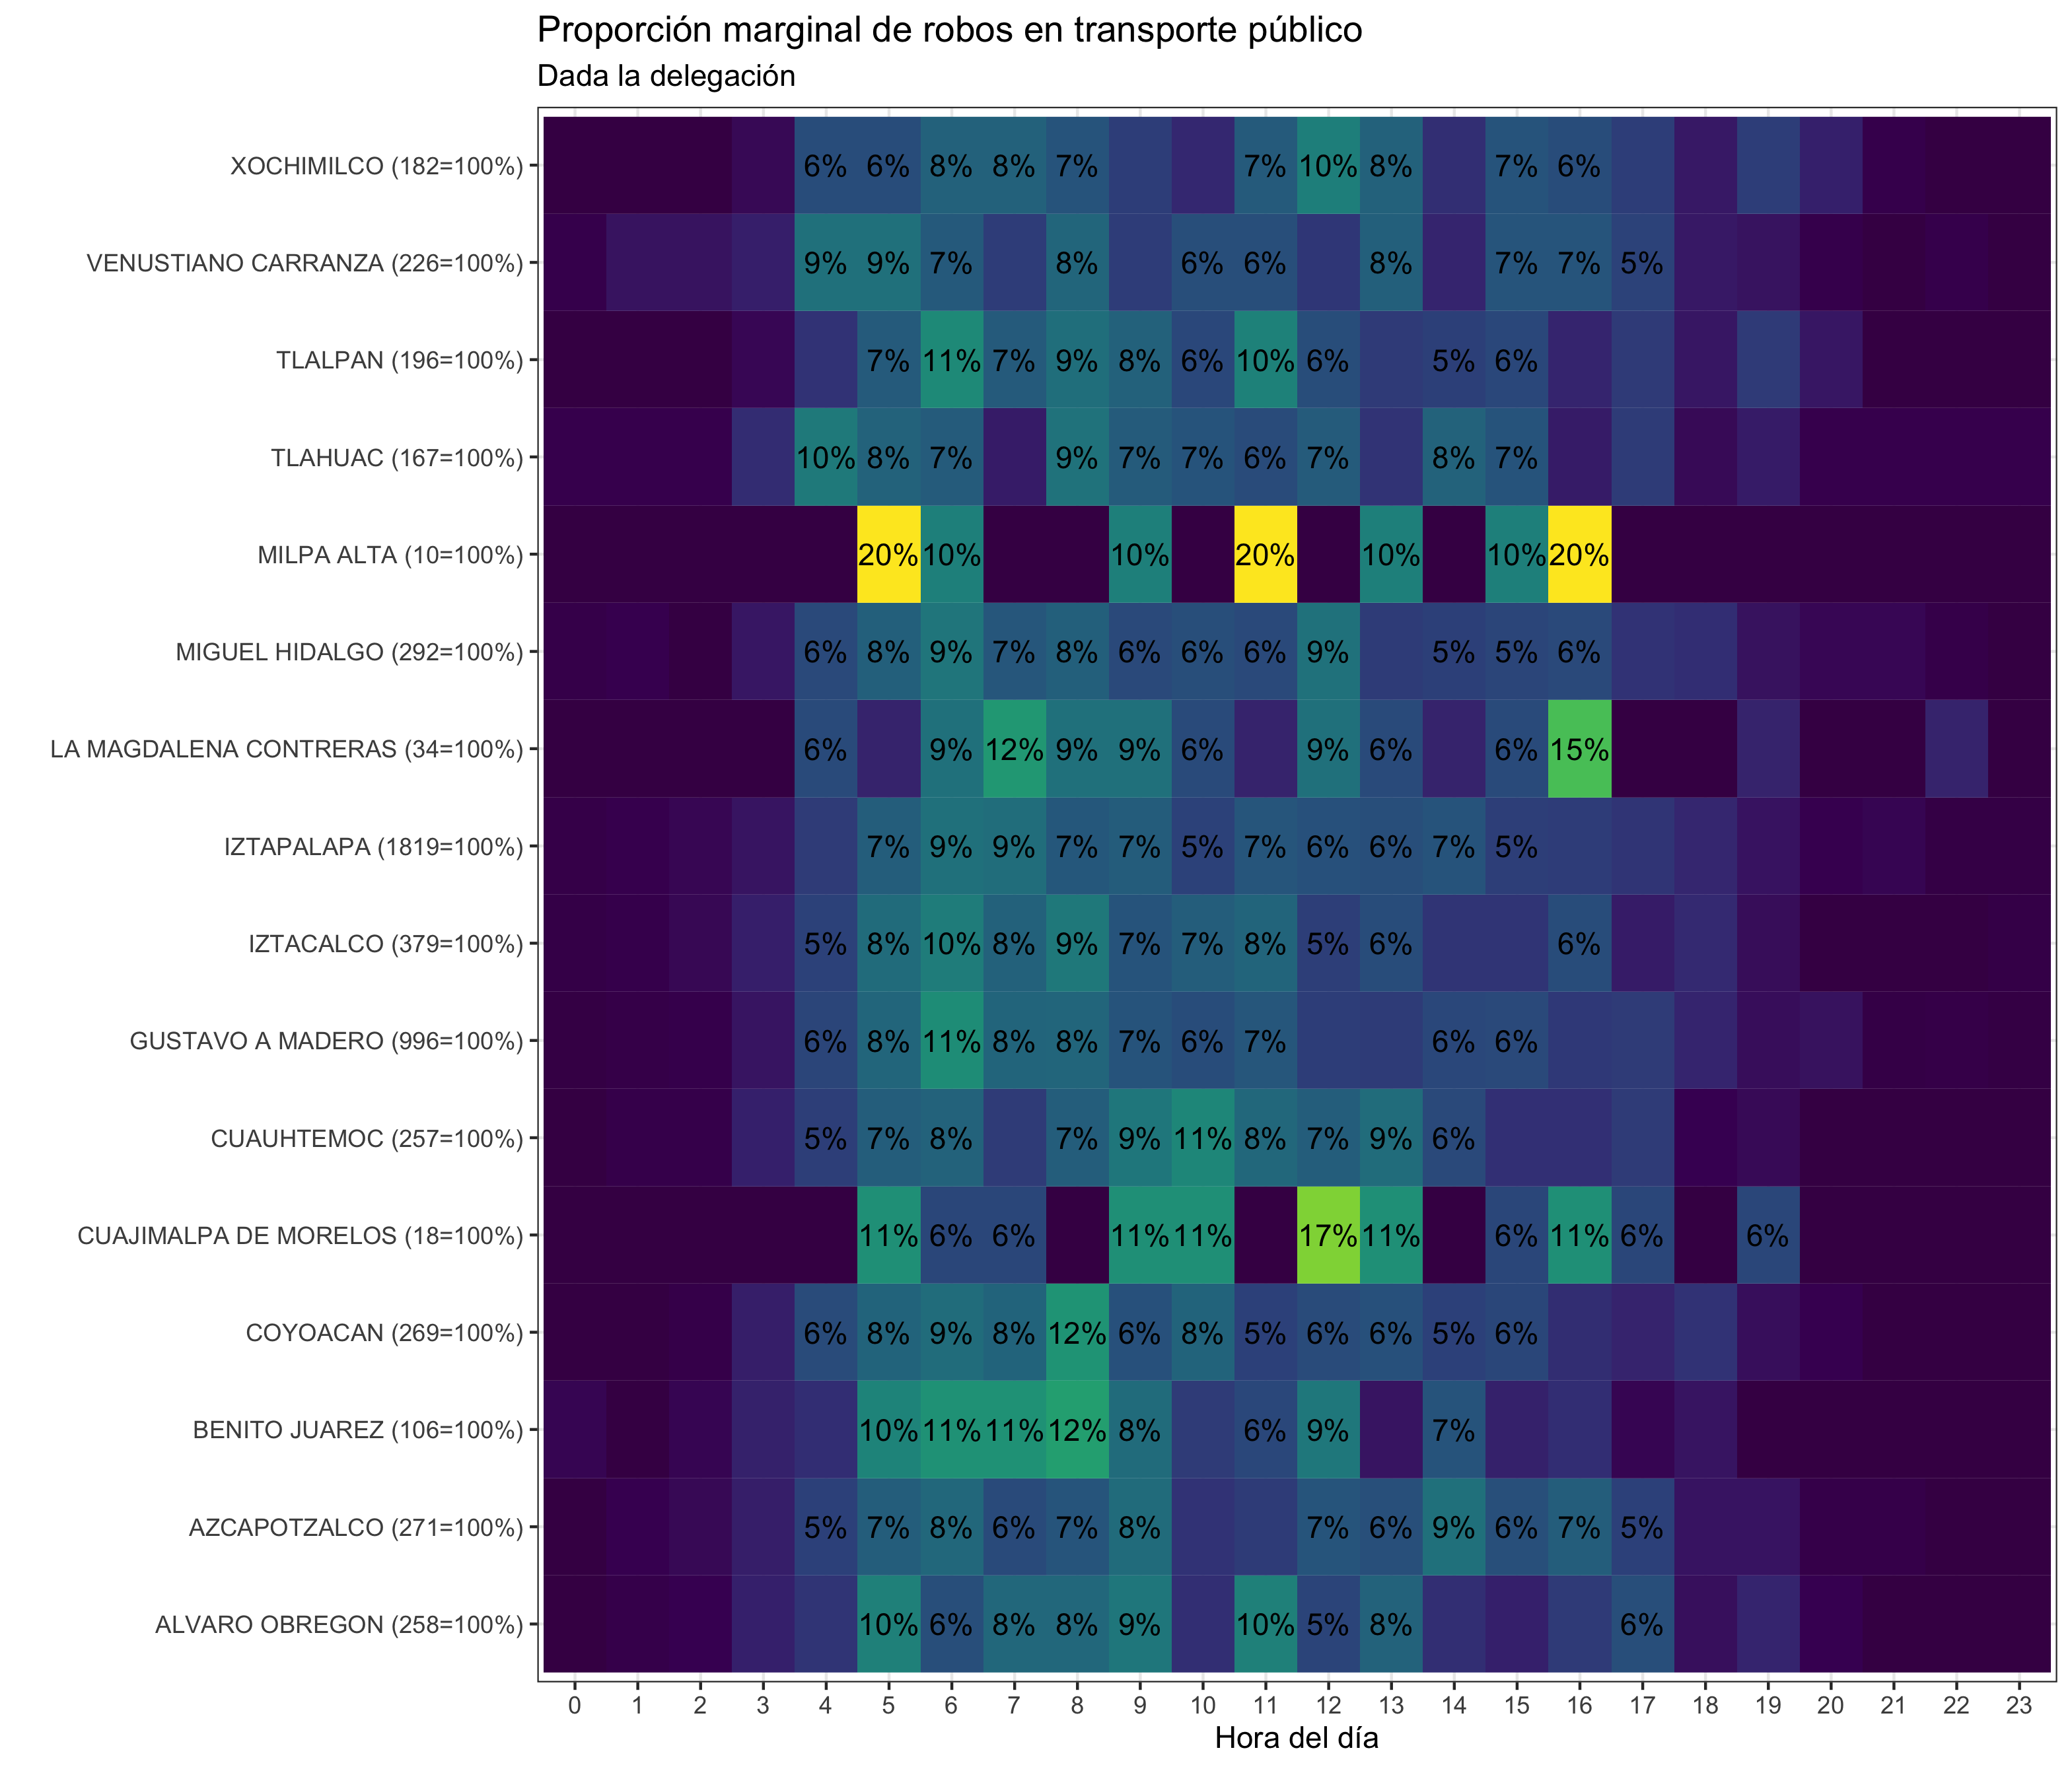 Proporción marginal de robos en transporte público
Dada la delegación
XOCHIMILCO (182=100%) 6% 6% 8% 8% 7% 7% 10% 8% 7% 6%
VENUSTIANO CARRANZA (226=100%) 9% 9% 7% 8% 6% 6% 8% 7% 7% 5%
TLALPAN (196=100%) 7% 11% 7% 9% 8% 6% 10% 6% 5% 6%
TLAHUAC (167=100%) 10% 8% 7% 9% 7% 7% 6% 7% 8% 7%
MILPA ALTA (10=100%) 20% 10% 10% 20% 10% 10% 20%
MIGUEL HIDALGO (292=100%) 6% 8% 9% 7% 8% 6% 6% 6% 9% 5% 5% 6%
LA MAGDALENA CONTRERAS (34=100%) 6% 9% 12% 9% 9% 6% 9% 6% 6% 15%
IZTAPALAPA (1819=100%) 7% 9% 9% 7% 7% 5% 7% 6% 6% 7% 5%
IZTACALCO (379=100%) 5% 8% 10% 8% 9% 7% 7% 8% 5% 6% 6%
GUSTAVO A MADERO (996=100%) 6% 8% 11% 8% 8% 7% 6% 7% 6% 6%
CUAUHTEMOC (257=100%) 5% 7% 8% 7% 9% 11% 8% 7% 9% 6%
CUAJIMALPA DE MORELOS (18=100%) 11% 6% 6% 11% 11% 17% 11% 6% 11% 6% 6%
COYOACAN (269=100%) 6% 8% 9% 8% 12% 6% 8% 5% 6% 6% 5% 6%
BENITO JUAREZ (106=100%) 10% 11% 11% 12% 8% 6% 9% 7%
AZCAPOTZALCO (271=100%) 5% 7% 8% 6% 7% 8% 7% 6% 9% 6% 7% 5%
ALVARO OBREGON (258=100%) 10% 6% 8% 8% 9% 10% 5% 8% 6%
0 1 2 3 4 5 6 7 8 9 10 11 12 13 14 15 16 17 18 19 20 21 22 23
Hora del día